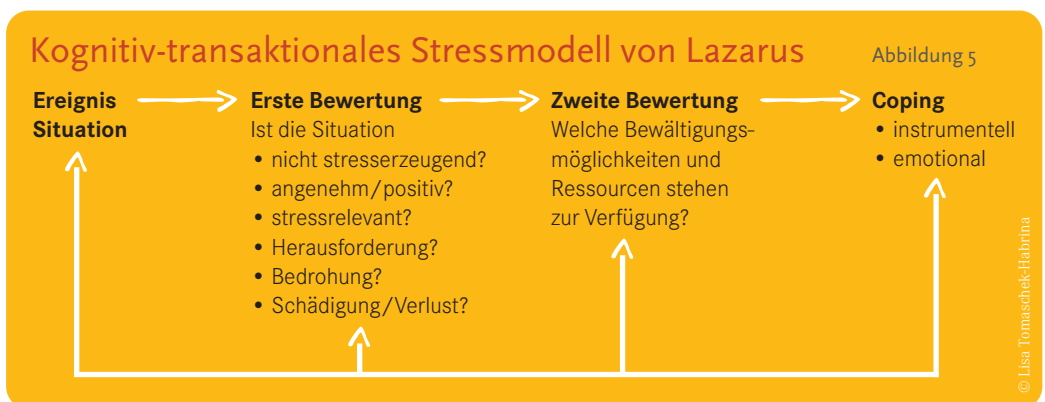 Kognitiv-transaktionales Stressmodell von Lazarus
Abbildung 5
Ereignis
Situation
Erste Bewertung
Ist die Situation
• nicht stresserzeugend?
• angenehm/positiv?
• stressrelevant?
• Herausforderung?
• Bedrohung?
• Schädigung/Verlust?
Zweite Bewertung
Welche Bewältigungs-
möglichkeiten und
Ressourcen stehen
zur Verfügung?
Coping
• instrumentell
• emotional
© Lisa Tomaschek-Habrina